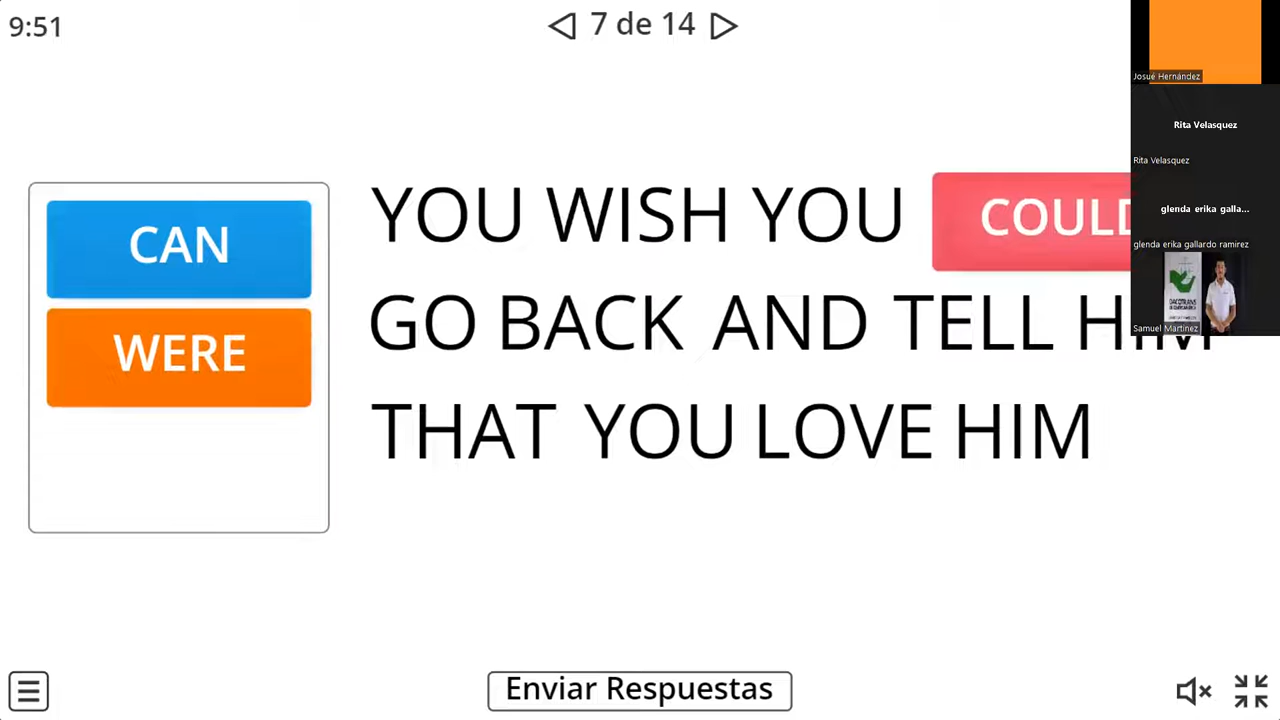 9:51
7 de 14
Josué Hernández
Rita Velasquez
Rita Velasquez
glenda erika galla...
glenda erika gallardo ramirez
Samuel Martinez
CAN
WERE
YOU WISH YOU COULD
GO BACK AND TELL HIM
THAT YOU LOVE HIM
Enviar Respuestas